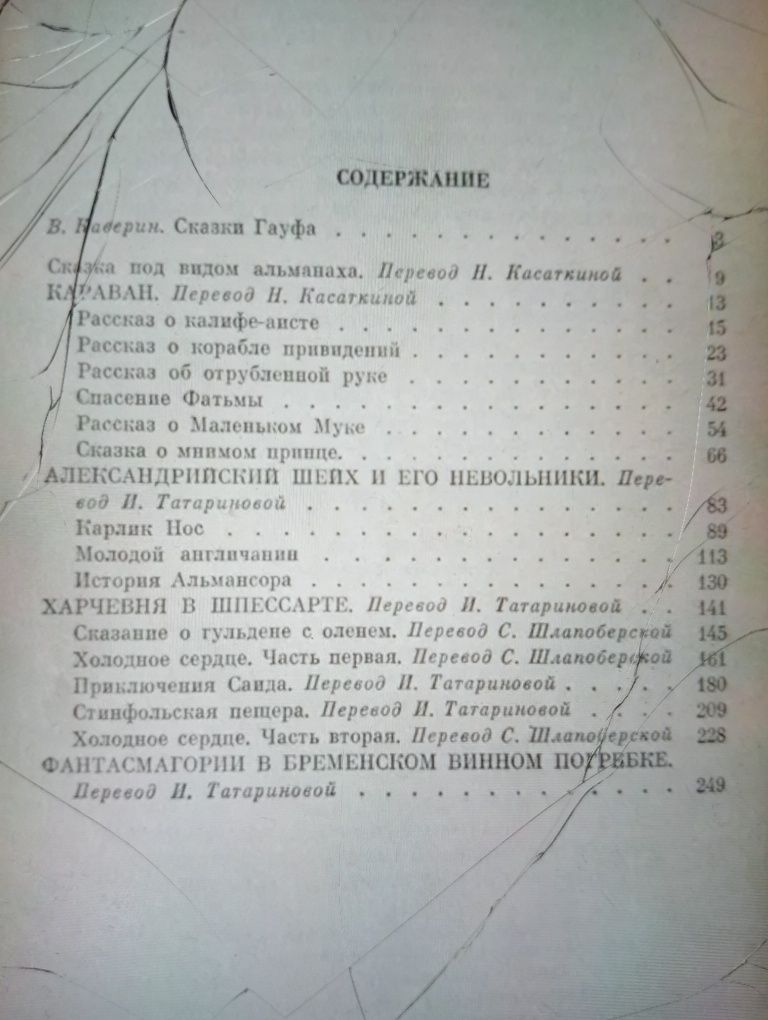 СОДЕРЖАНИЕ
В. Каверин. Сказки Гауфа . . . . . . . . . . . . . . 3
Сказка под видом альманаха. Перевод Н. Касаткиной . . 9
КАРАВАН. Перевод Н. Касаткиной . . . . . . . . . . 13
Рассказ о калифе-аисте . . . . . . . . . . . . . 15
Рассказ о корабле привидений . . . . . . . . . . 23
Рассказ об отрубленной руке . . . . . . . . . . . 31
Спасение Фатьмы . . . . . . . . . . . . . . . 42
Рассказ о Маленьком Муке . . . . . . . . . . . 54
Сказка о мнимом принце. . . . . . . . . . . . . 66
АЛЕКСАНДРИЙСКИЙ ШЕЙХ И ЕГО НЕВОЛЬНИКИ. Пере-
вод И. Татариновой . . . . . . . . . . . . . . 83
Карлик Нос . . . . . . . . . . . . . . . . . 89
Молодой англичанин . . . . . . . . . . . . . . 113
История Альмансора . . . . . . . . . . . . . . 130
ХАРЧЕВНЯ В ШПЕССАРТЕ. Перевод И. Татариновой . . . 141
Сказание о гульдене с оленем. Перевод С. Шлапоберской 145
Холодное сердце. Часть первая. Перевод С. Шлапоберской 161
Приключения Саида. Перевод И. Татариновой . . . . . 180
Стинфольская пещера. Перевод И. Татариновой . . . . 209
Холодное сердце. Часть вторая. Перевод С. Шлапоберской 228
ФАНТАСМАГОРИИ В БРЕМЕНСКОМ ВИННОМ ПОГРЕБКЕ.
Перевод И. Татариновой . . . . . . . . . . . . . 249